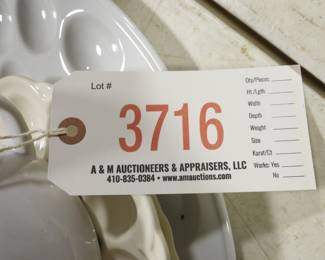 Lot #
3716
A & M AUCTIONEERS & APPRAISERS, LLC
410-835-0384 • www.amauctions.com
Qty/Pieces:
Ht./Lgth
Width
Depth
Weight
Size
Karat/Ct
Works: Yes
No